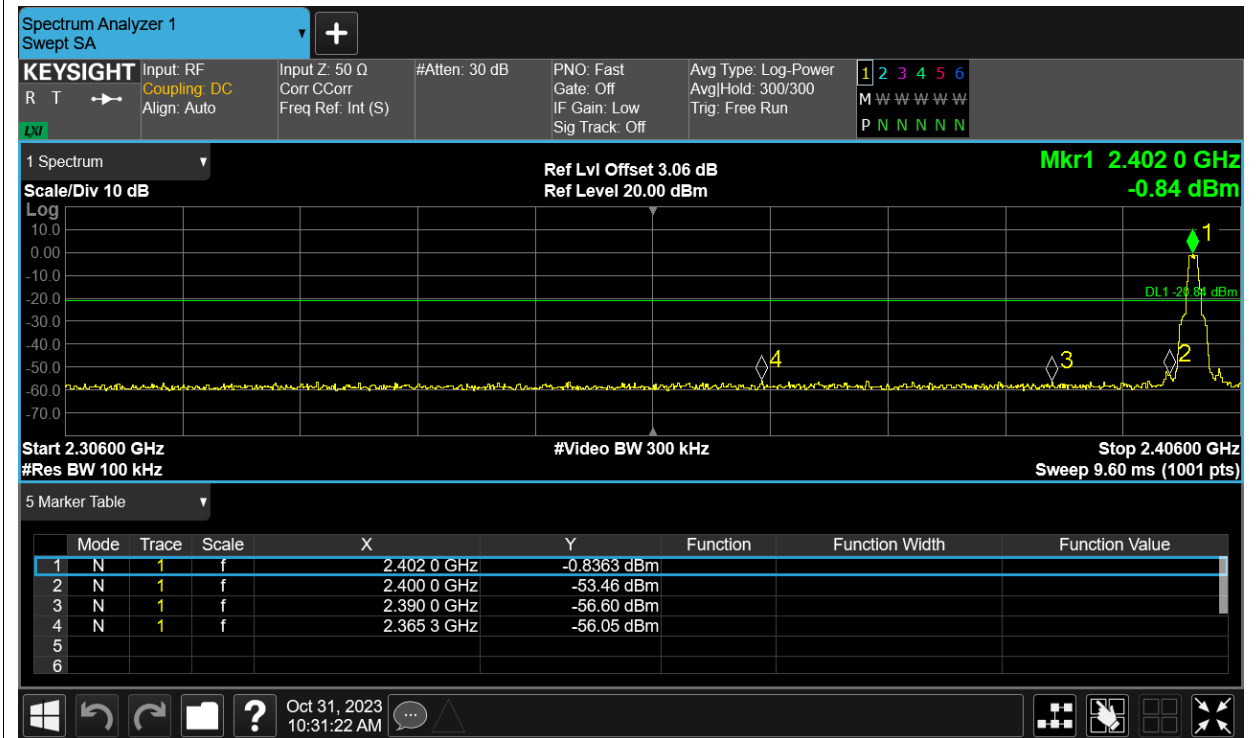 Spectrum Analyzer 1
Swept SA
+
KEYSIGHT Input: RF Input Z: 50 Ω #Atten: 30 dB PNO: Fast Avg Type: Log-Power 1 2 3 4 5 6
R T Coupling: DC Corr CCorr Gate: Off Avg|Hold: 300/300 M W W W W W
Align: Auto Freq Ref: Int (S) IF Gain: Low Trig: Free Run
LXI Sig Track: Off P N N N N N
1 Spectrum Ref Lvl Offset 3.06 dB Mkr1 2.402 0 GHz
Scale/Div 10 dB Ref Level 20.00 dBm -0.84 dBm
Log
10.0 1
0.00
-10.0
-20.0 DL1 -20.84 dBm
-30.0
-40.0
-50.0 4 3 2
-60.0
-70.0
Start 2.30600 GHz #Video BW 300 kHz Stop 2.40600 GHz
#Res BW 100 kHz Sweep 9.60 ms (1001 pts)
5 Marker Table
Mode Trace Scale X Y Function Function Width Function Value
1 N 1 f 2.402 0 GHz -0.8363 dBm
2 N 1 f 2.400 0 GHz -53.46 dBm
3 N 1 f 2.390 0 GHz -56.60 dBm
4 N 1 f 2.365 3 GHz -56.05 dBm
5
6
? Oct 31, 2023
10:31:22 AM